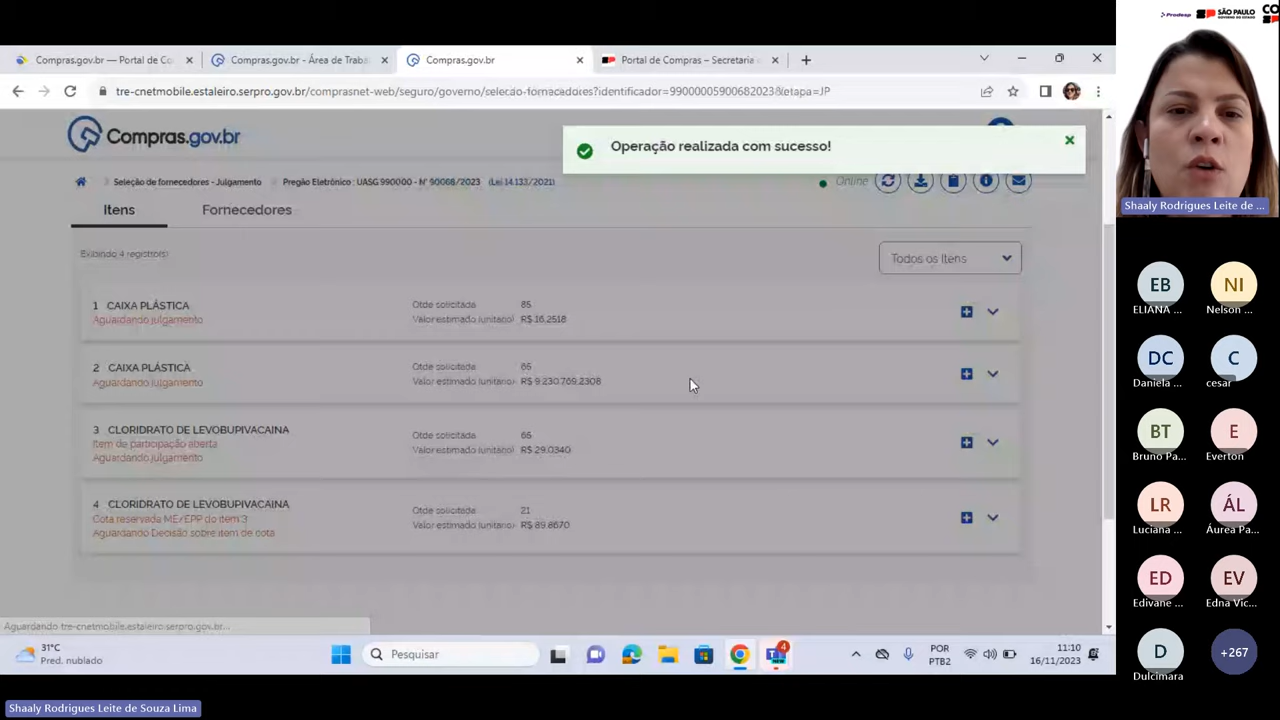 Prodesp
SÃO PAULO
GOVERNO DO ESTADO
CO
Compras.gov.br — Portal de Co
Compras.gov.br - Área de Traba
Compras.gov.br
Portal de Compras – Secretaria
tre-cnetmobile.estaleiro.serpro.gov.br/comprasnet-web/seguro/governo/selecao-fornecedores?identificador=99000005900682023&etapa=JP
Compras.gov.br
Operação realizada com sucesso!
Seleção de fornecedores - Julgamento
Pregão Eletrônico : UASG 990000 - N° 90068/2023 (Lei 14.133/2021)
Online
Itens
Fornecedores
Exibindo 4 registro(s)
Todos os Itens
1 CAIXA PLÁSTICA
Aguardando julgamento
Qtde solicitada 85
Valor estimado (unitário) R$ 16,2518
2 CAIXA PLÁSTICA
Aguardando julgamento
Qtde solicitada 65
Valor estimado (unitário) R$ 9.230.769,2308
3 CLORIDRATO DE LEVOBUPIVACAINA
Item de participação aberta
Aguardando julgamento
Qtde solicitada 66
Valor estimado (unitário) R$ 29,0340
4 CLORIDRATO DE LEVOBUPIVACAINA
Cota reservada ME/EPP do item 3
Aguardando Decisão sobre item de cota
Qtde solicitada 21
Valor estimado (unitário) R$ 89,8670
Aguardando tre-cnetmobile.estaleiro.serpro.gov.br...
31°C
Pred. nublado
Pesquisar
NEW
4
POR
PTB2
11:10
16/11/2023
Shaaly Rodrigues Leite de Souza Lima
Shaaly Rodrigues Leite de ...
EB
ELIANA ...
NI
Nelson ...
DC
Daniela ...
C
cesar
BT
Bruno Pa...
E
Everton
LR
Luciana ...
ÁL
Áurea Pa...
ED
Edivane ...
EV
Edna Vic...
D
Dulcimara
+267